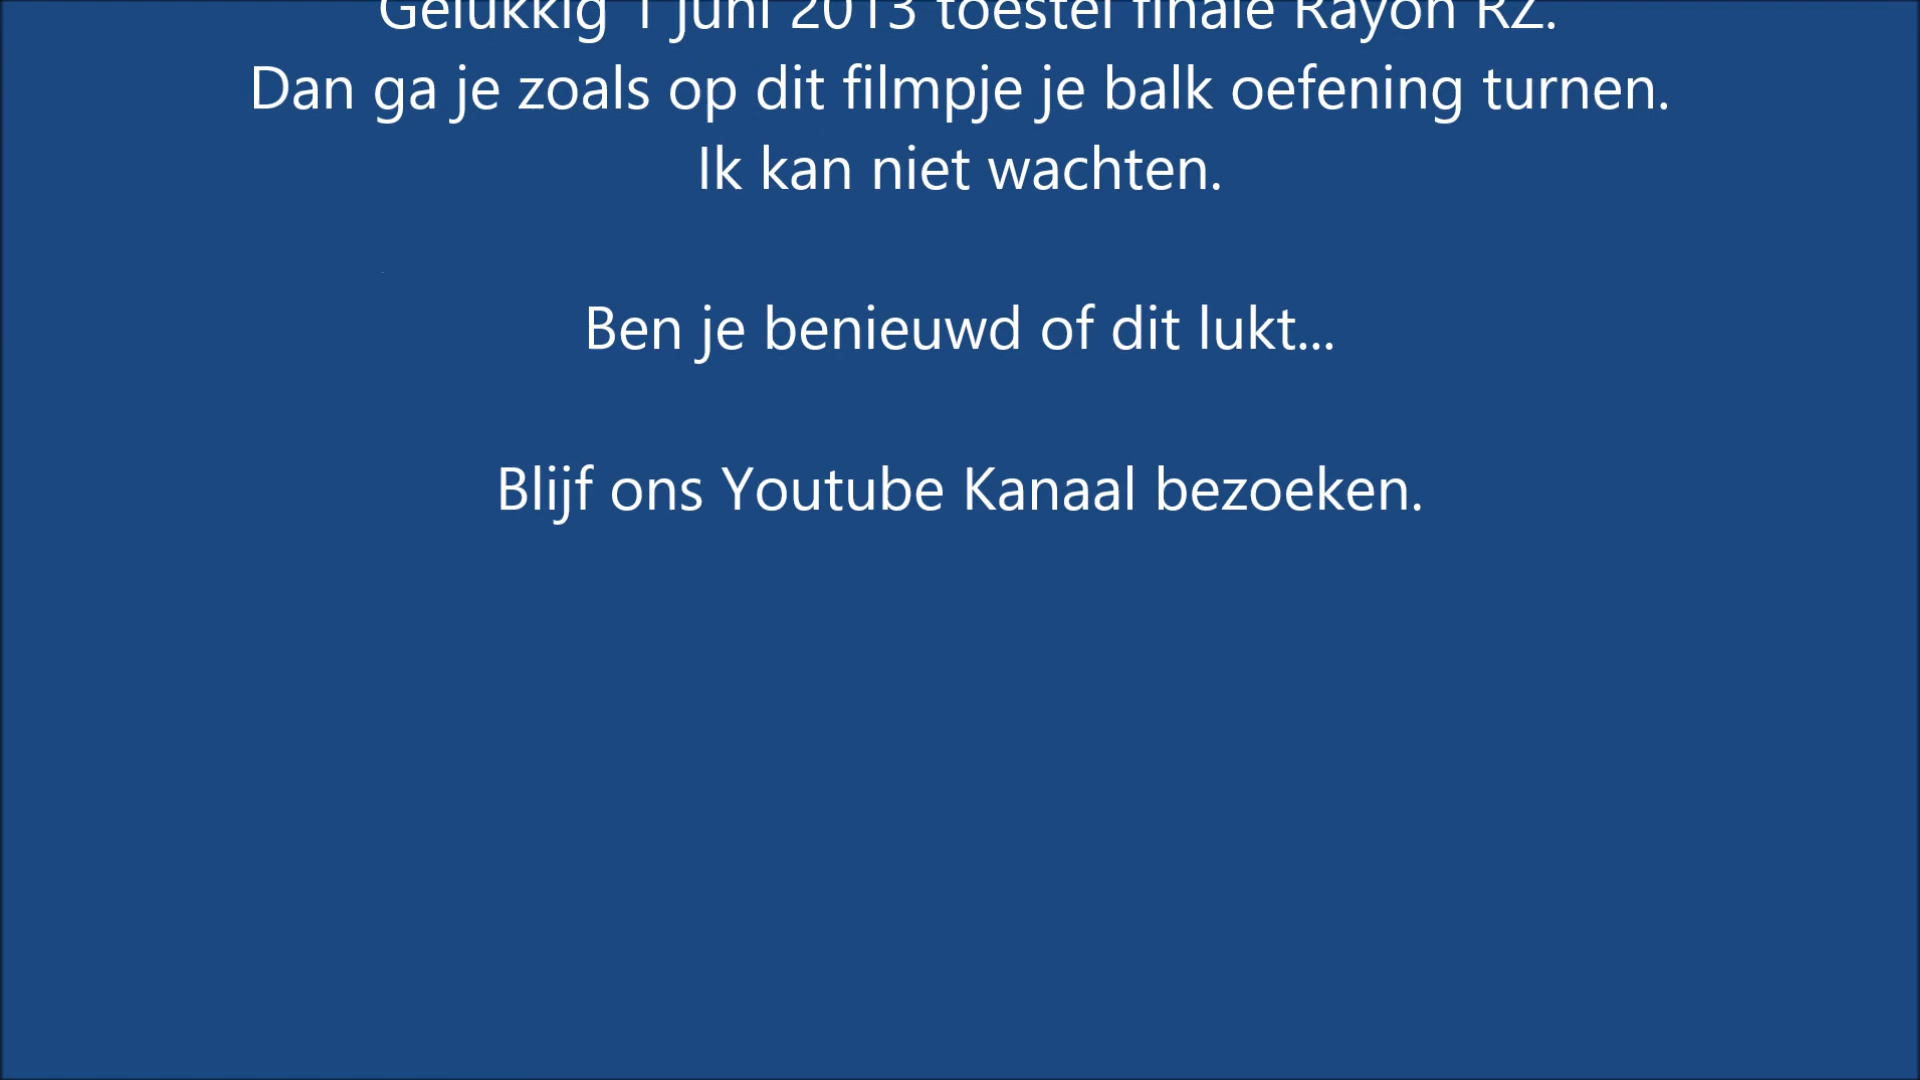 Gelukkig 1 juni 2013 toestel finale Rayon RZ.
Dan ga je zoals op dit filmpje je balk oefening turnen.
Ik kan niet wachten.
Ben je benieuwd of dit lukt...
Blijf ons Youtube Kanaal bezoeken.